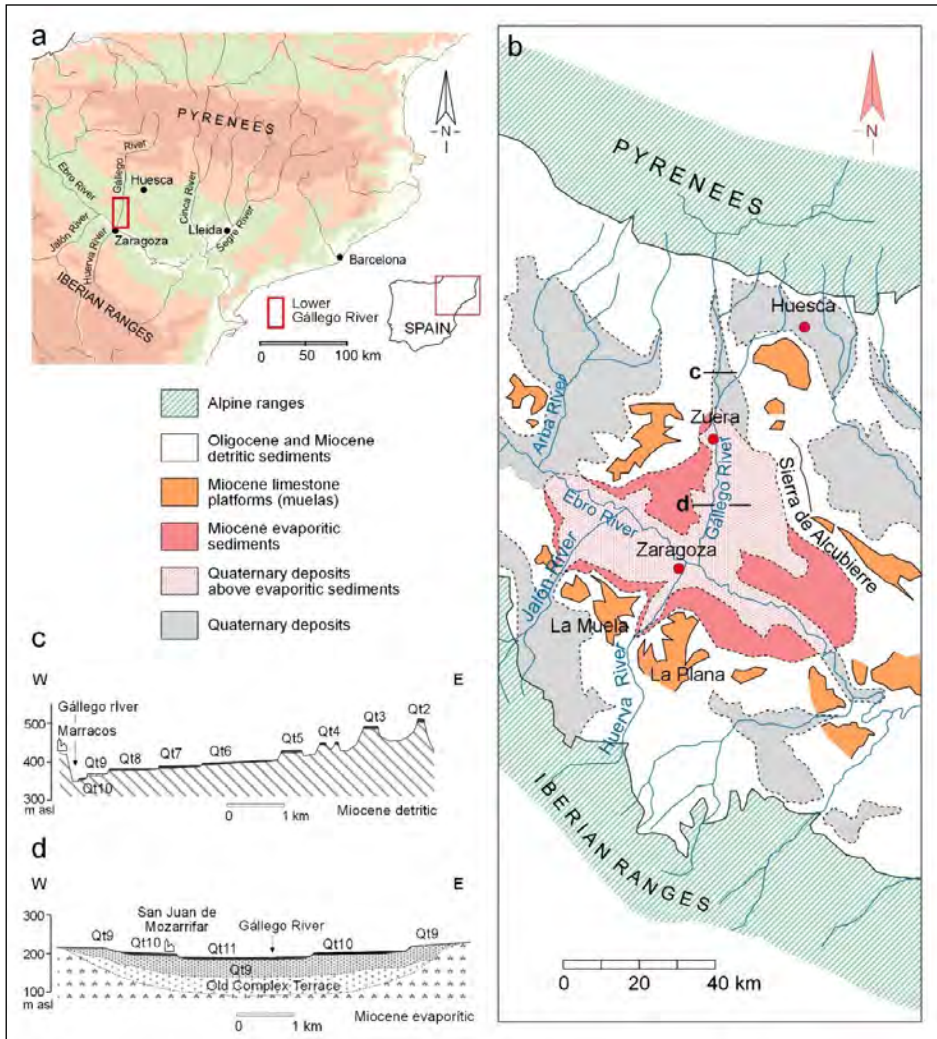 a
N
PYRENEES
Ebro River
Gállego
River
Huesca
Cinca River
Jalón River
Zaragoza
Lleida
Segre River
Huerva River
Barcelona
IBERIAN RANGES
Lower
Gállego River
SPAIN
0 50 100 km
Alpine ranges
Oligocene and Miocene
detritic sediments
Miocene limestone
platforms (muelas)
Miocene evaporitic
sediments
Quaternary deposits
above evaporitic sediments
Quaternary deposits
b
N
PYRENEES
Huesca
c
Arba River
Zuera
Sierra de Alcubierre
Gállego River
d
Ebro River
Zaragoza
Jalón River
La Muela
La Plana
Huerva River
IBERIAN RANGES
0 20 40 km
c
W E
Gállego river
Marracos
500
400
300
m asl
Qt10
Qt9
Qt8
Qt7
Qt6
Qt5
Qt4
Qt3
Qt2
0 1 km
Miocene detrític
d
W E
San Juan de
Mozarrifar
Gállego River
300
200
100
m asl
Qt9
Qt10
Qt11
Qt10
Qt9
Qt9
Old Complex Terrace
0 1 km
Miocene evaporític